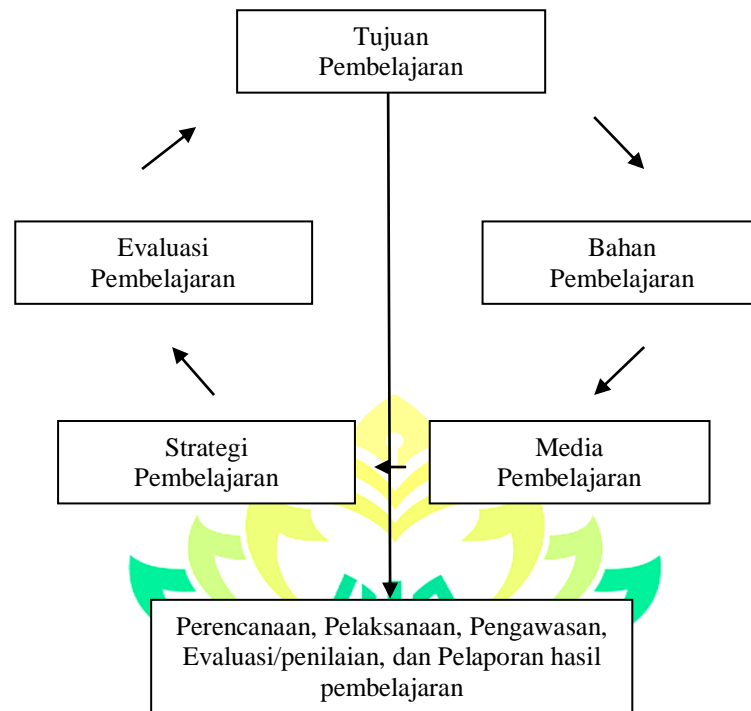 Tujuan
Pembelajaran
Evaluasi
Pembelajaran
Bahan
Pembelajaran
Strategi
Pembelajaran
Media
Pembelajaran
Perencanaan, Pelaksanaan, Pengawasan,
Evaluasi/penilaian, dan Pelaporan hasil
pembelajaran